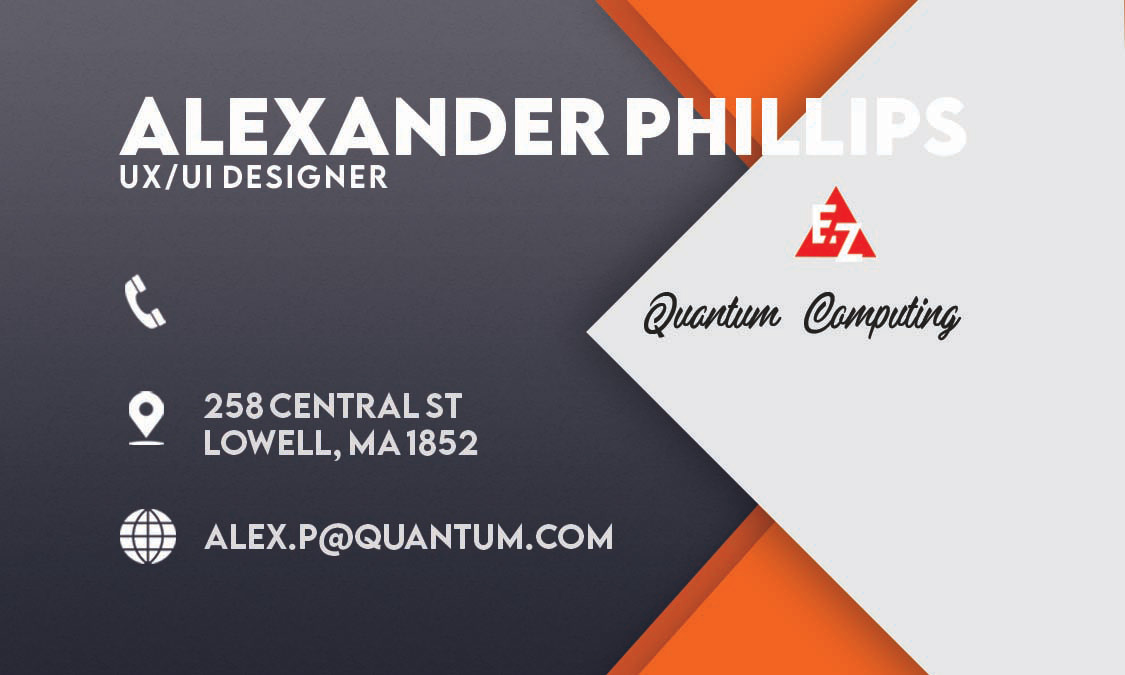 ALEXANDER PHILLIPS
UX/UI DESIGNER
E.Z
Quantum Computing
258 CENTRAL ST
LOWELL, MA 1852
ALEX.P@QUANTUM.COM